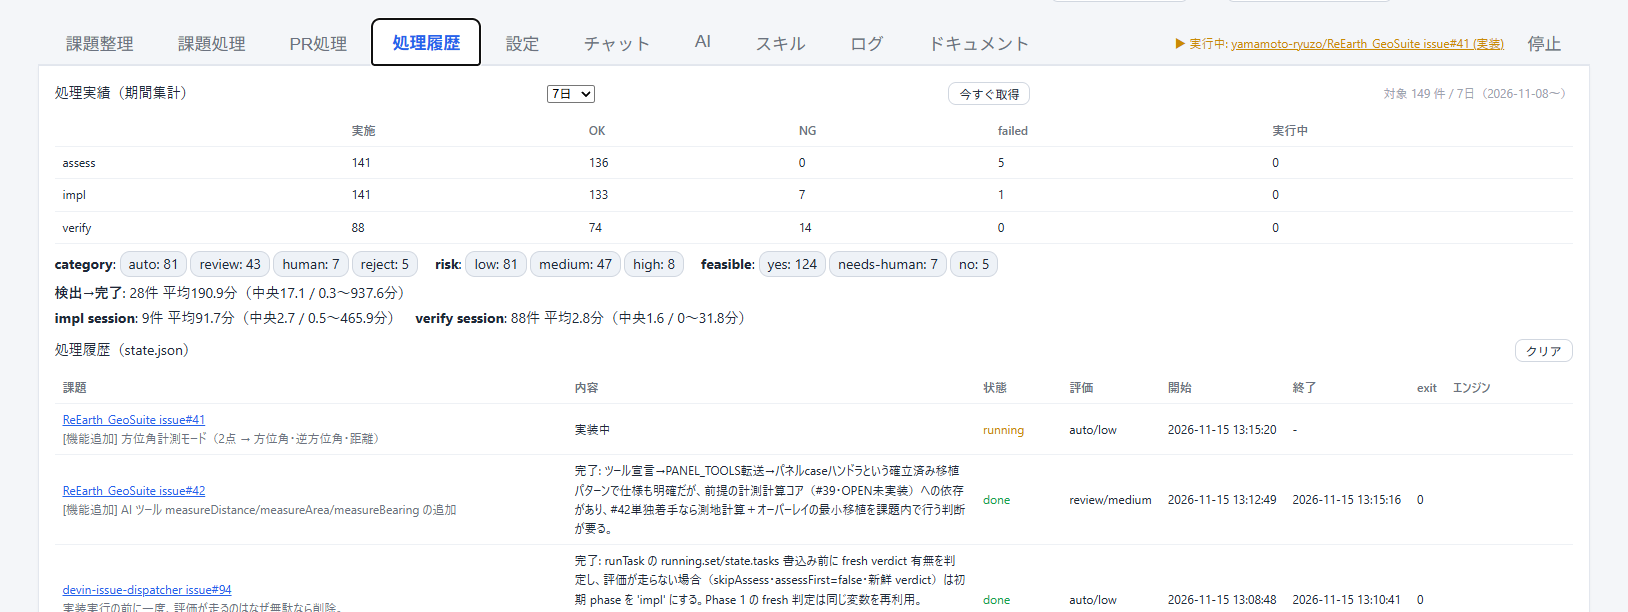 課題整理 課題処理 PR処理 処理履歴 設定 チャット AI スキル ログ ドキュメント ▶ 実行中: yamamoto-ryuzo/ReEarth_GeoSuite issue#41 (実装) 停止
処理実績（期間集計） 7日 今すぐ取得 対象 149 件 / 7日（2026-11-08～）
実施 OK NG failed 実行中
assess 141 136 0 5 0
impl 141 133 7 1 0
verify 88 74 14 0 0
category: auto: 81 review: 43 human: 7 reject: 5 risk: low: 81 medium: 47 high: 8 feasible: yes: 124 needs-human: 7 no: 5
検出→完了: 28件 平均190.9分（中央17.1 / 0.3～937.6分）
impl session: 9件 平均91.7分（中央2.7 / 0.5～465.9分） verify session: 88件 平均2.8分（中央1.6 / 0～31.8分）
処理履歴（state.json） クリア
課題 内容 状態 評価 開始 終了 exit エンジン
ReEarth_GeoSuite issue#41
[機能追加] 方位角計測モード（2点 → 方位角・逆方位角・距離）
実装中 running auto/low 2026-11-15 13:15:20 -
ReEarth_GeoSuite issue#42
[機能追加] AI ツール measureDistance/measureArea/measureBearing の追加
完了: ツール宣言→PANEL_TOOLS転送→パネルcaseハンドラという確立済み移植
パターンで仕様も明確だが、前提の計測計算コア（#39・OPEN未実装）への依存
があり、#42単独着手なら測地計算＋オーバーレイの最小移植を課題内で行う判断
が要る。
done review/medium 2026-11-15 13:12:49 2026-11-15 13:15:16 0
devin-issue-dispatcher issue#94
実装実行の前に一度、評価が走るのはなぜ無駄なら削除。
完了: runTask の running.set/state.tasks 書込み前に fresh verdict 有無を判
定し、評価が走らない場合（skipAssess・assessFirst=false・新鮮 verdict）は初
期 phase を 'impl' にする。Phase 1 の fresh 判定は同じ変数を再利用。
done auto/low 2026-11-15 13:08:48 2026-11-15 13:10:41 0